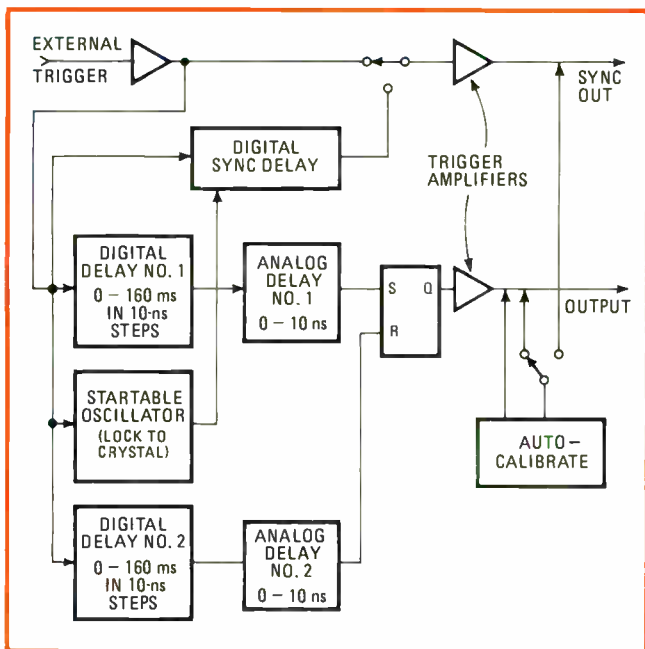 EXTERNAL
TRIGGER
SYNC
OUT
DIGITAL
SYNC DELAY
TRIGGER
AMPLIFIERS
DIGITAL
DELAY NO. 1
0 – 160 ms
IN 10-ns
STEPS
ANALOG
DELAY
NO. 1
0 – 10 ns
S Q
R
OUTPUT
STARTABLE
OSCILLATOR
(LOCK TO
CRYSTAL)
AUTO –
CALIBRATE
DIGITAL
DELAY NO. 2
0 – 160 ms
IN 10-ns
STEPS
ANALOG
DELAY
NO. 2
0 – 10 ns